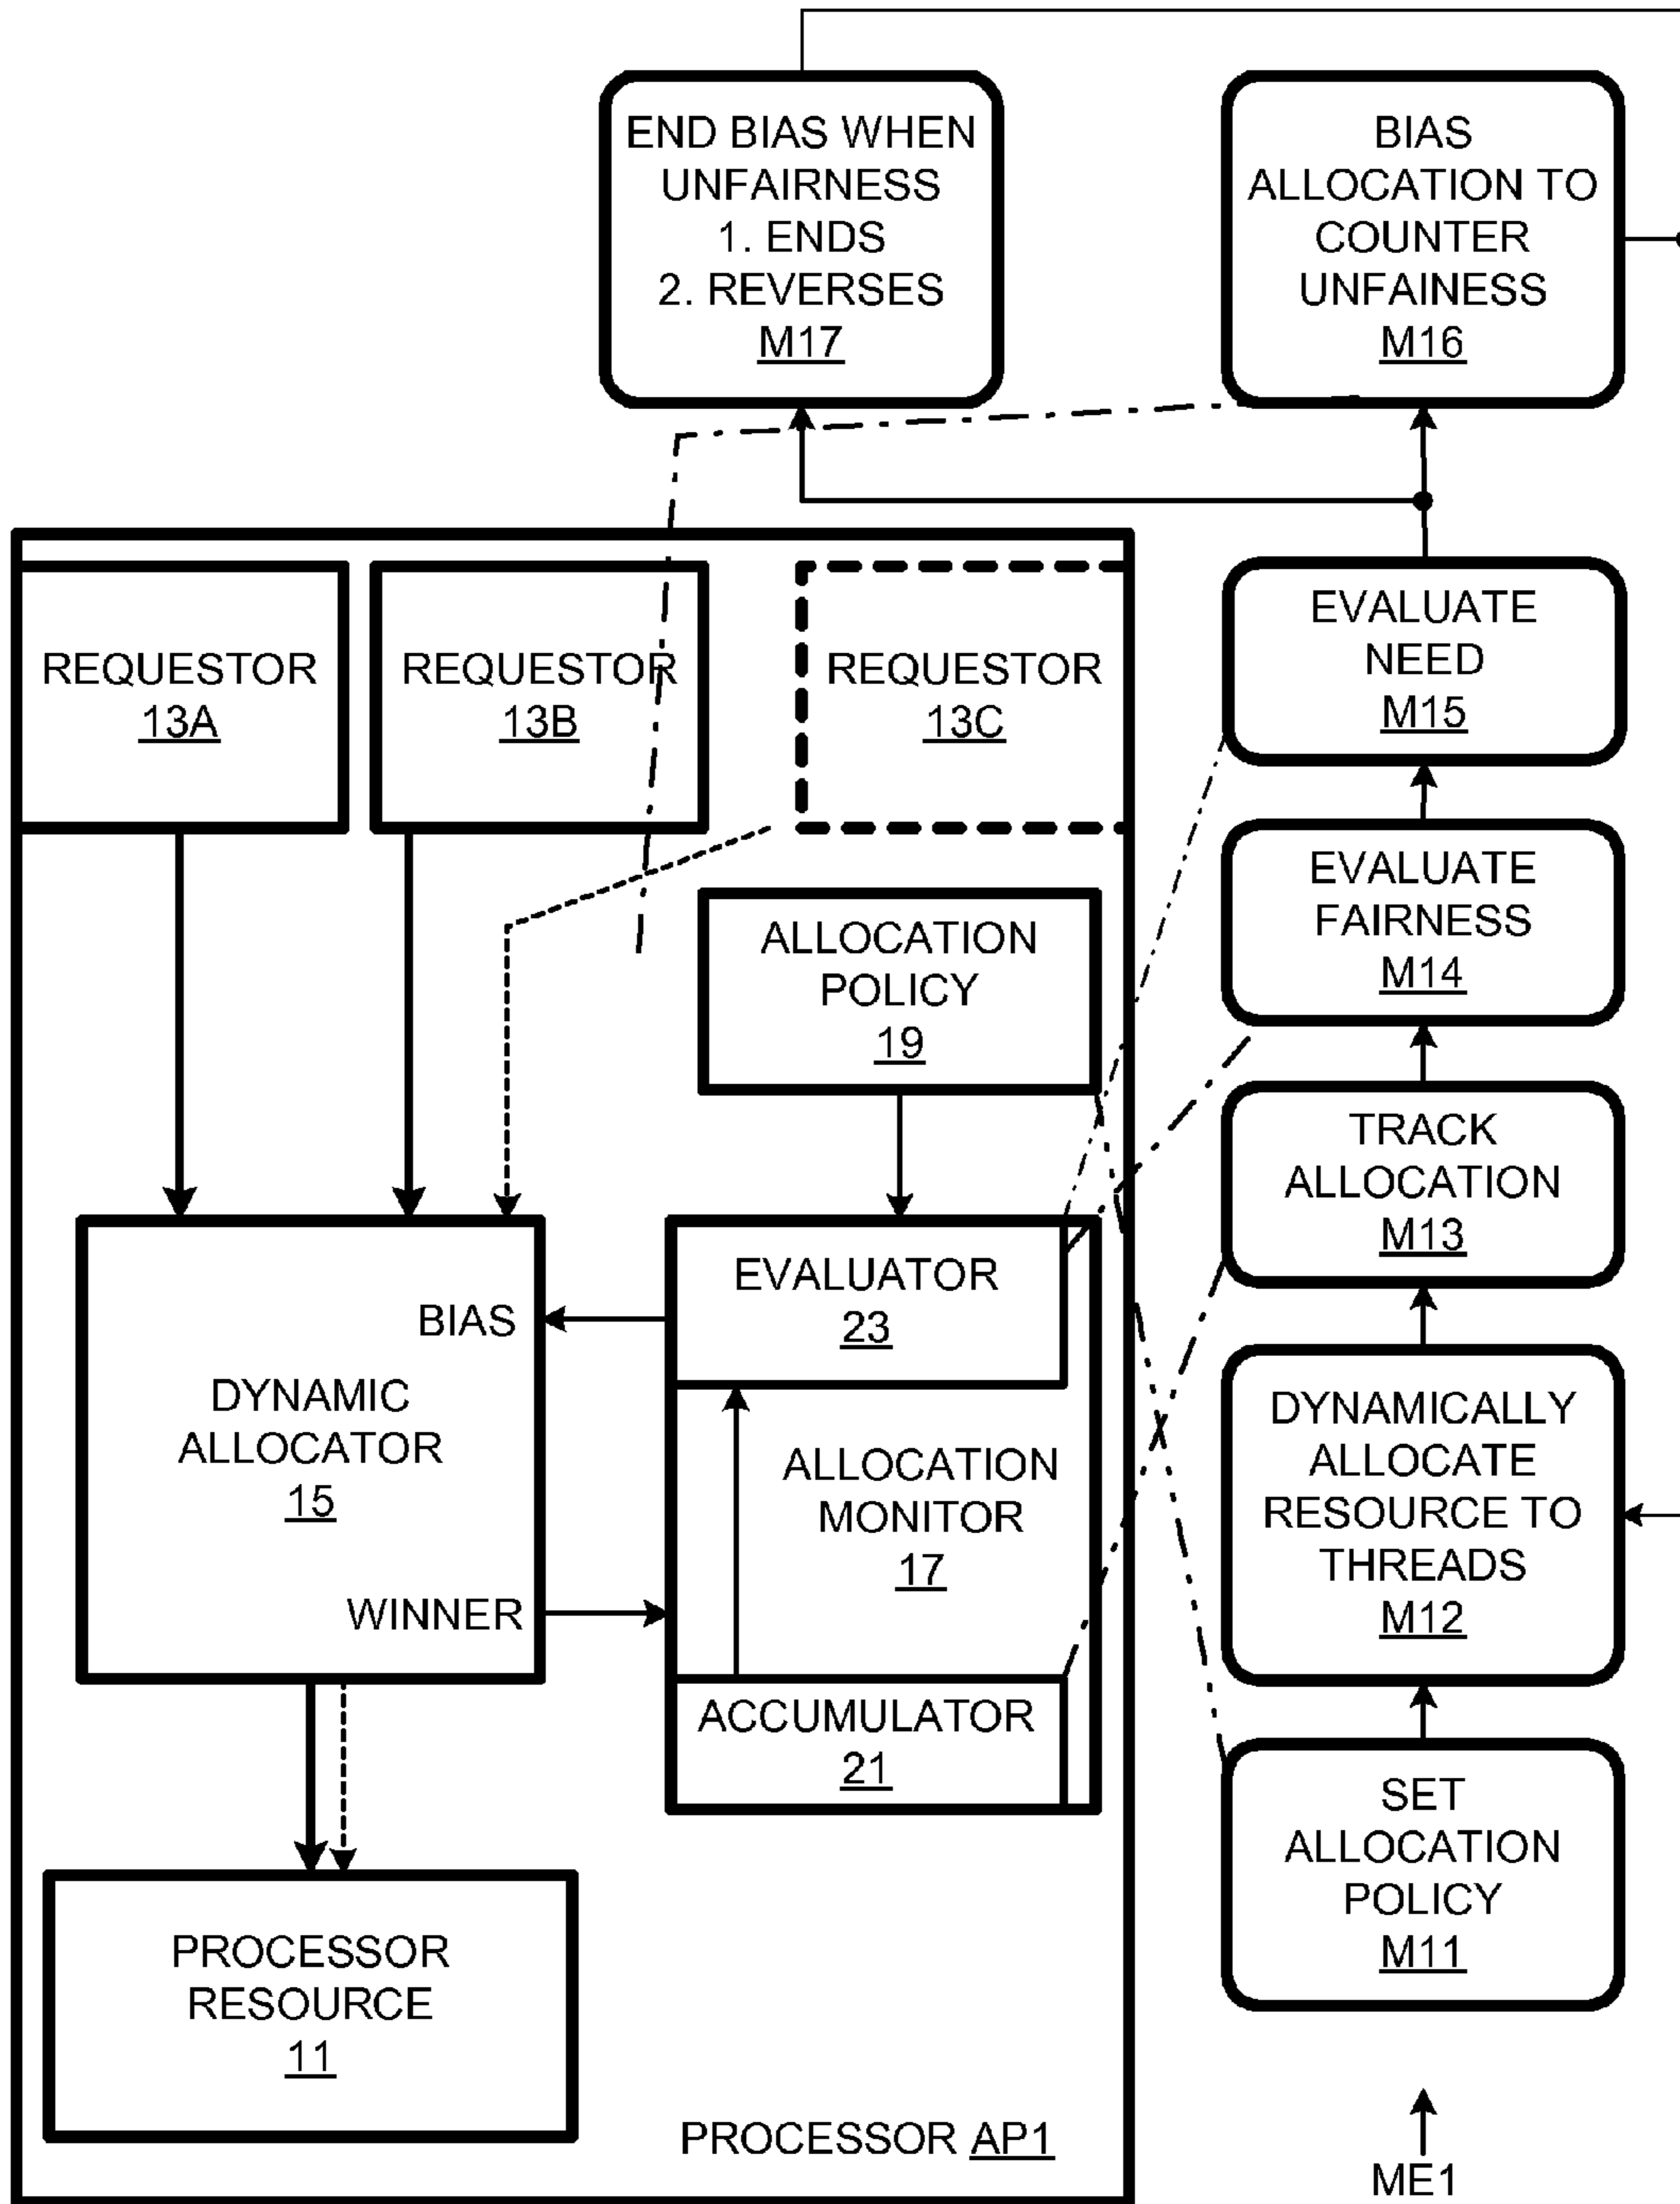 END BIAS WHEN
UNFAIRNESS
1. ENDS
2. REVERSES
M17
BIAS
ALLOCATION TO
COUNTER
UNFAINESS
M16
REQUESTOR
13A
REQUESTOR
13B
REQUESTOR
13C
EVALUATE
NEED
M15
EVALUATE
FAIRNESS
M14
ALLOCATION
POLICY
19
TRACK
ALLOCATION
M13
EVALUATOR
23
BIAS
DYNAMIC
ALLOCATOR
15
WINNER
ALLOCATION
MONITOR
17
ACCUMULATOR
21
DYNAMICALLY
ALLOCATE
RESOURCE TO
THREADS
M12
SET
ALLOCATION
POLICY
M11
PROCESSOR
RESOURCE
11
PROCESSOR AP1
ME1